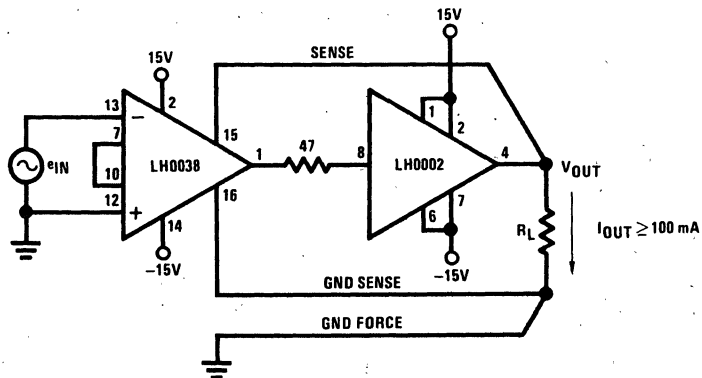 15V
15V
SENSE
13
−
2
7
15
1
2
LH0038
1
47
8
LH0002
4
VOUT
eIN
10
12
+
16
14
6
7
RL
IOUT ≥ 100 mA
−15V
−15V
GND SENSE
GND FORCE